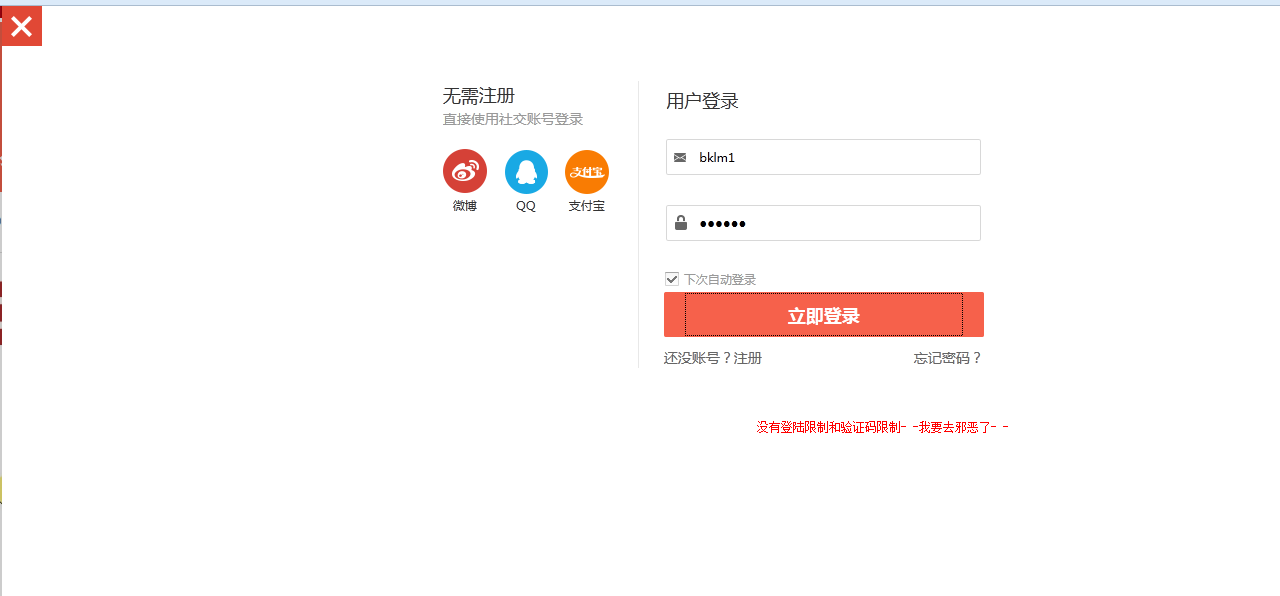 无需注册
直接使用社交账号登录
支付宝
微博
QQ
支付宝
用户登录
bklm1
••••••
下次自动登录
立即登录
还没账号？注册
忘记密码？
没有登陆限制和验证码限制- -我要去邪恶了- -